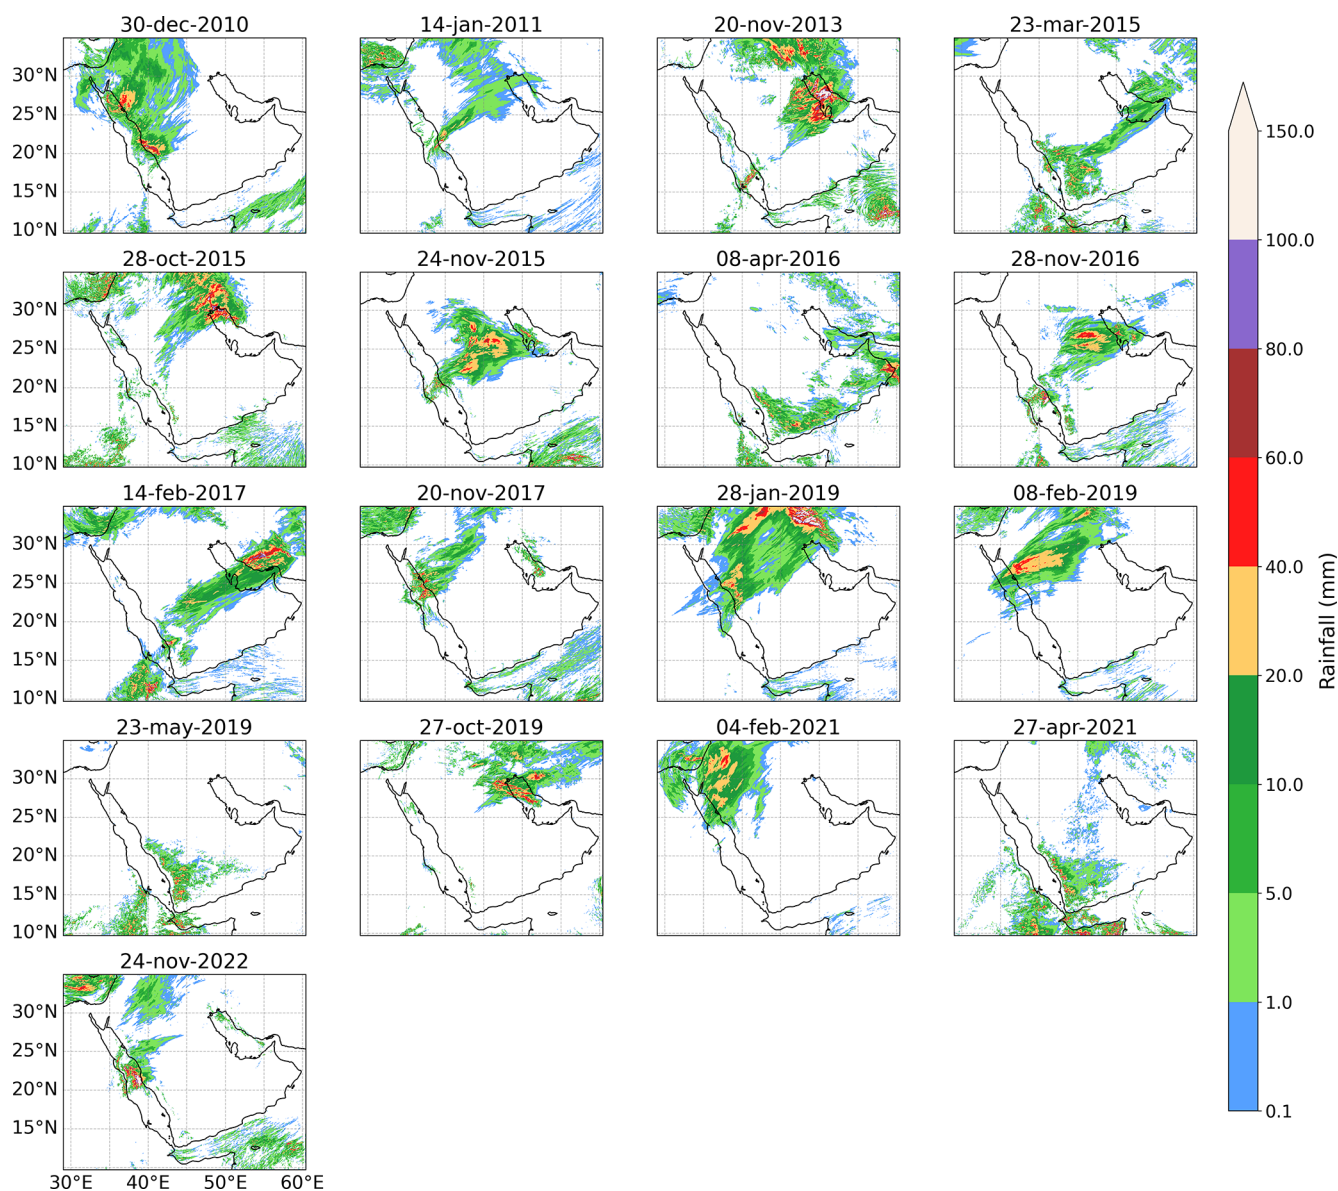 30-dec-2010 14-jan-2011 20-nov-2013 23-mar-2015
30°N
25°N
20°N
15°N
10°N
28-oct-2015 24-nov-2015 08-apr-2016 28-nov-2016
30°N
25°N
20°N
15°N
10°N
14-feb-2017 20-nov-2017 28-jan-2019 08-feb-2019
30°N
25°N
20°N
15°N
10°N
23-may-2019 27-oct-2019 04-feb-2021 27-apr-2021
30°N
25°N
20°N
15°N
10°N
24-nov-2022
30°N
25°N
20°N
15°N
30°E 40°E 50°E 60°E
150.0
100.0
80.0
60.0
40.0
20.0
10.0
5.0
1.0
0.1
Rainfall (mm)